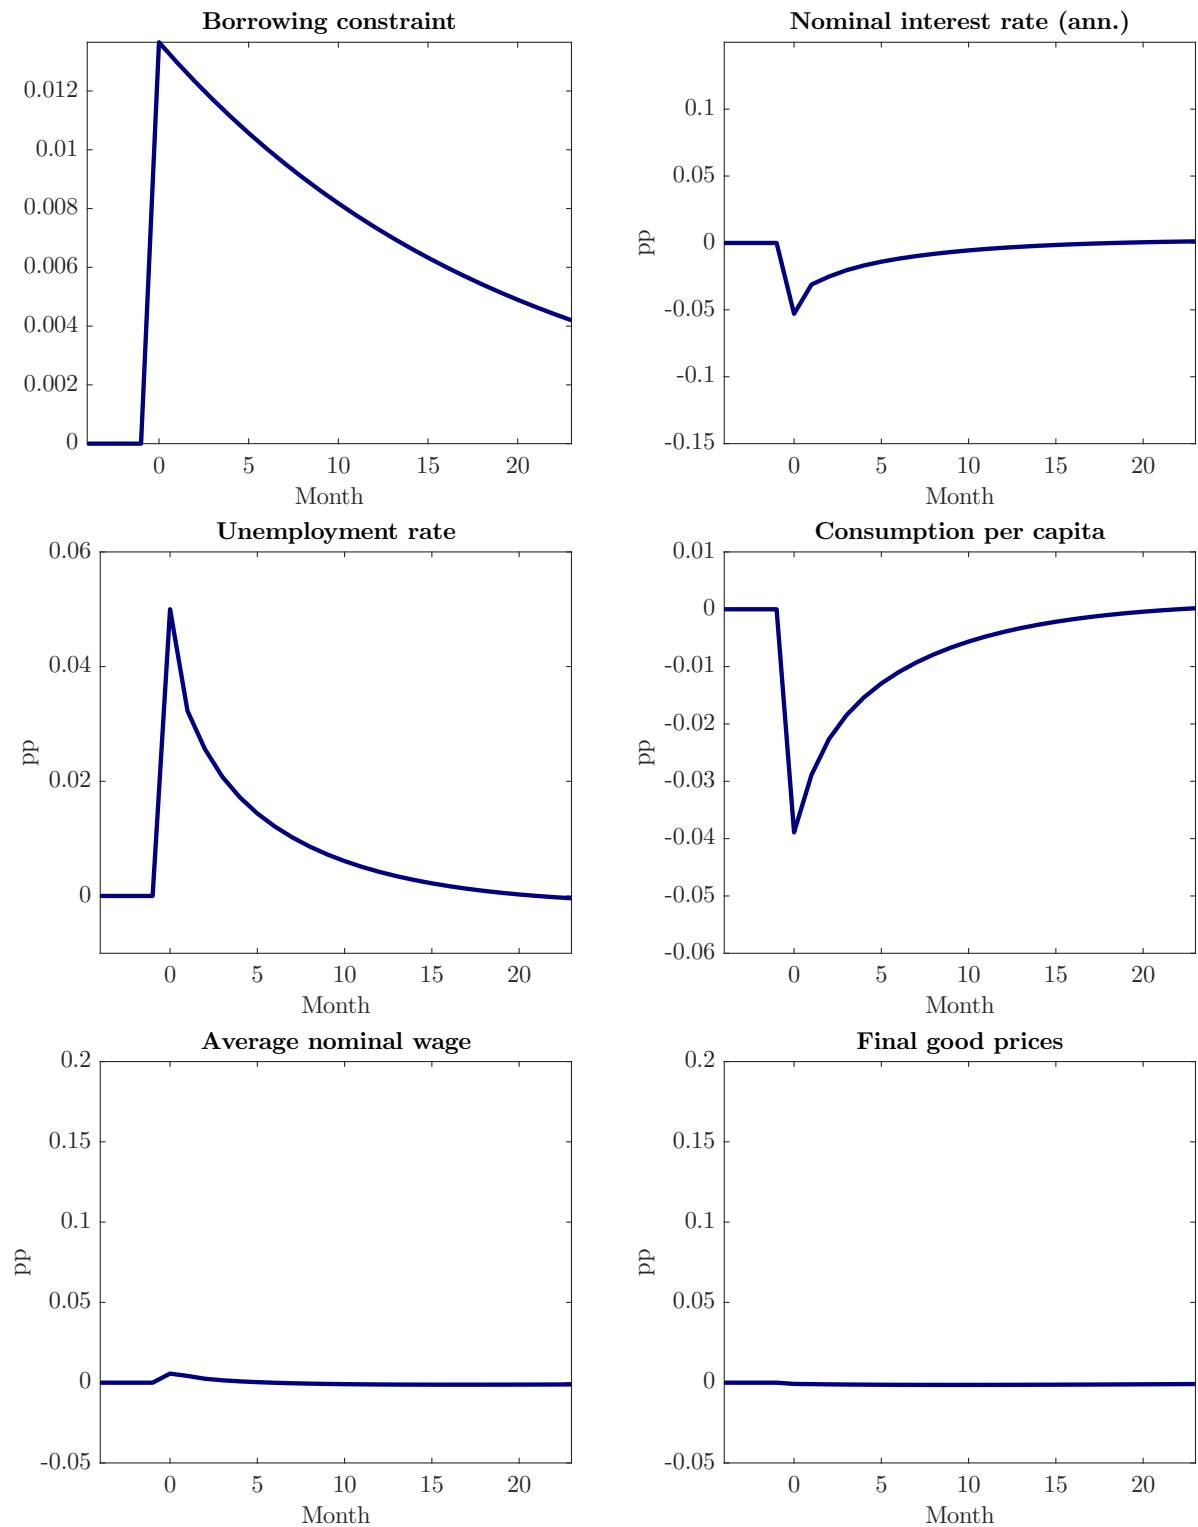 Borrowing constraint
0.012
0.01
0.008
0.006
0.004
0.002
0
0 5 10 15 20
Month
Nominal interest rate (ann.)
pp
0.1
0.05
0
-0.05
-0.1
-0.15
0 5 10 15 20
Month
Unemployment rate
pp
0.06
0.04
0.02
0
0 5 10 15 20
Month
Consumption per capita
pp
0.01
0
-0.01
-0.02
-0.03
-0.04
-0.05
-0.06
0 5 10 15 20
Month
Average nominal wage
pp
0.2
0.15
0.1
0.05
0
-0.05
0 5 10 15 20
Month
Final good prices
pp
0.2
0.15
0.1
0.05
0
-0.05
0 5 10 15 20
Month